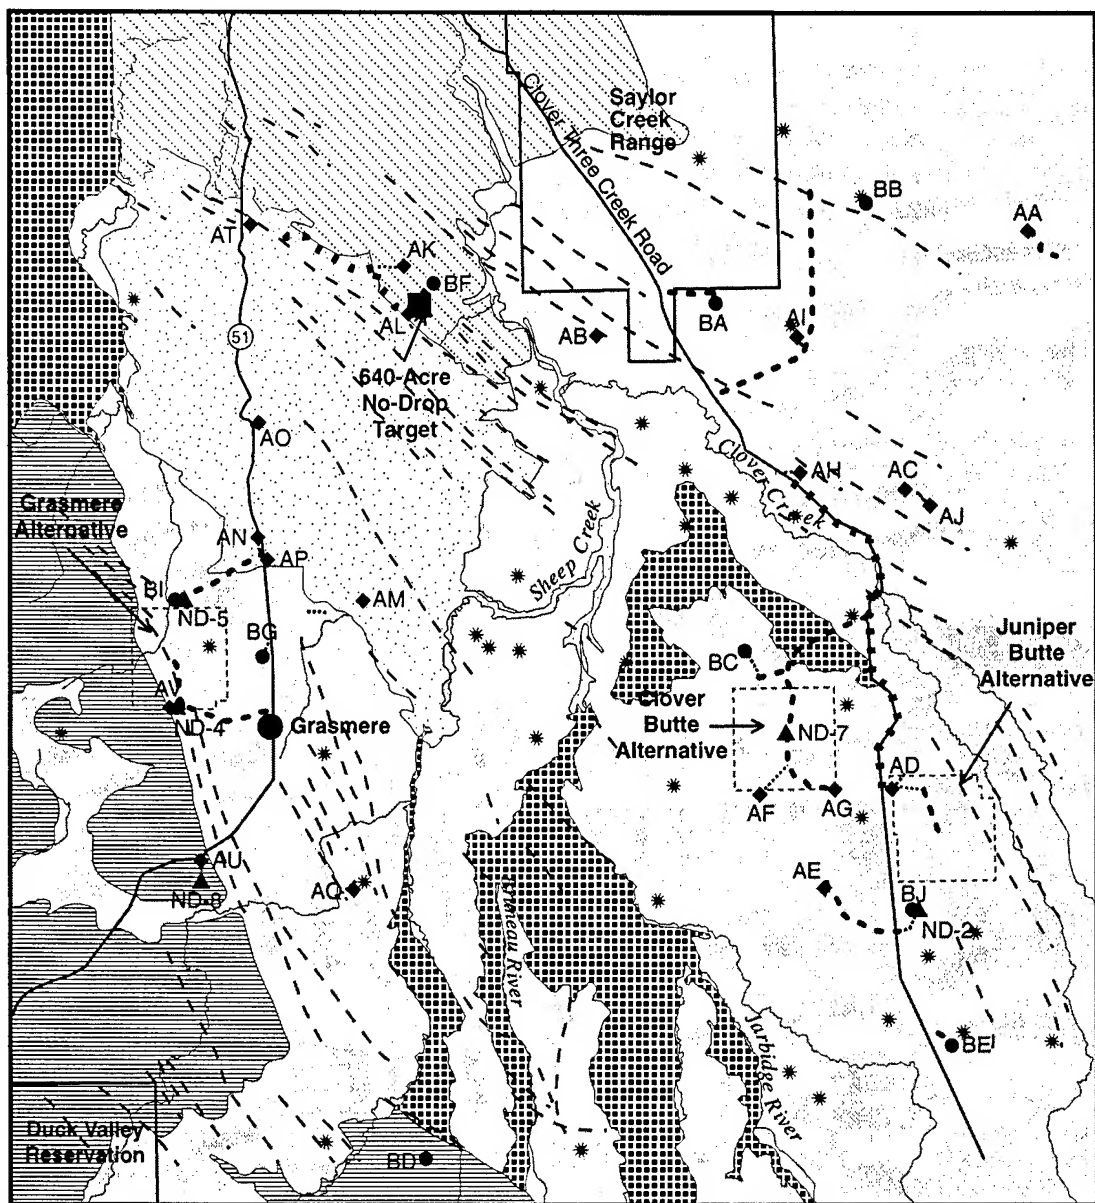 Saylor
Creek
Range
Clover Three Creek Road
BB
AA
AT
AK
BF
BA
AI
AL
AB
51
640-Acre
No-Drop
Target
AO
Clover Creek
AH
AC
AJ
Grasmere
Alternative
AN
AP
Sheep Creek
BI
ND-5
AM
BG
Juniper
Butte
Alternative
BC
AV
ND-4
Grasmere
Clover
Butte
Alternative
ND-7
AD
AF
AG
AU
ND-8
AQ
AE
BJ
ND-2
Bruneau River
Jarbidge River
BE
Duck Valley
Reservation
BD